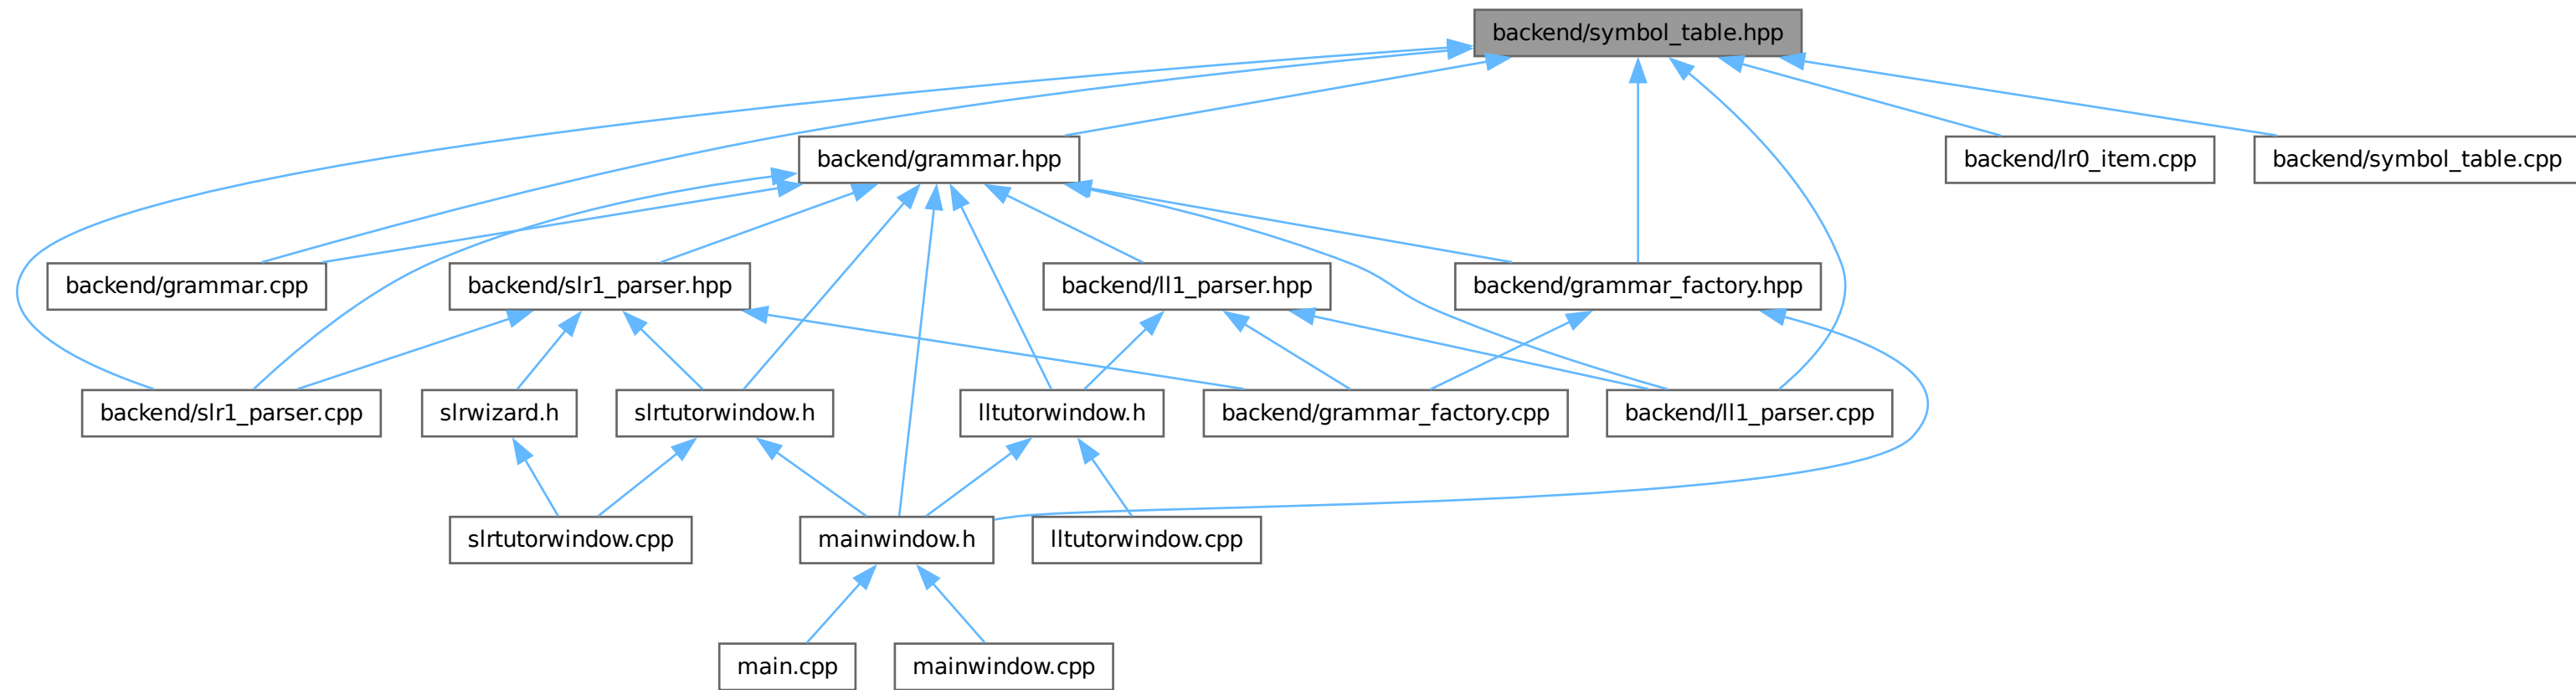 backend/symbol_table.hpp
backend/grammar.hpp
backend/lr0_item.cpp
backend/symbol_table.cpp
backend/grammar.cpp
backend/slr1_parser.hpp
backend/ll1_parser.hpp
backend/grammar_factory.hpp
backend/slr1_parser.cpp
slrwizard.h
slrtutorwindow.h
lltutorwindow.h
backend/grammar_factory.cpp
backend/ll1_parser.cpp
slrtutorwindow.cpp
mainwindow.h
lltutorwindow.cpp
main.cpp
mainwindow.cpp